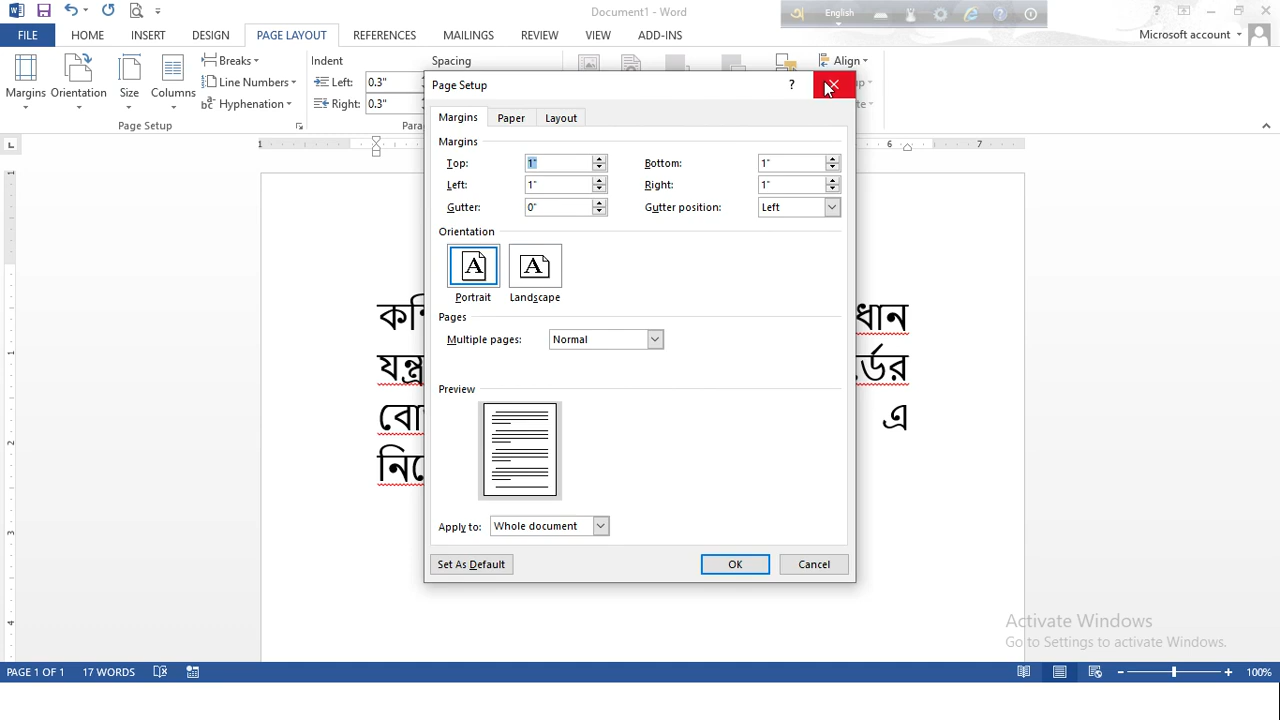 Document1 - Word
English
FILE HOME INSERT DESIGN PAGE LAYOUT REFERENCES MAILINGS REVIEW VIEW ADD-INS
Microsoft account
Margins Orientation Size Columns
Breaks
Line Numbers
Hyphenation
Page Setup
Indent
Left: 0.3"
Right: 0.3"
Spacing
Align
Page Setup
Margins Paper Layout
Margins
Top: 1" Bottom: 1"
Left: 1" Right: 1"
Gutter: 0" Gutter position: Left
Orientation
Portrait Landscape
Pages
Multiple pages: Normal
Preview
Apply to: Whole document
Set As Default OK Cancel
এ
Activate Windows
Go to Settings to activate Windows.
PAGE 1 OF 1 17 WORDS 100%